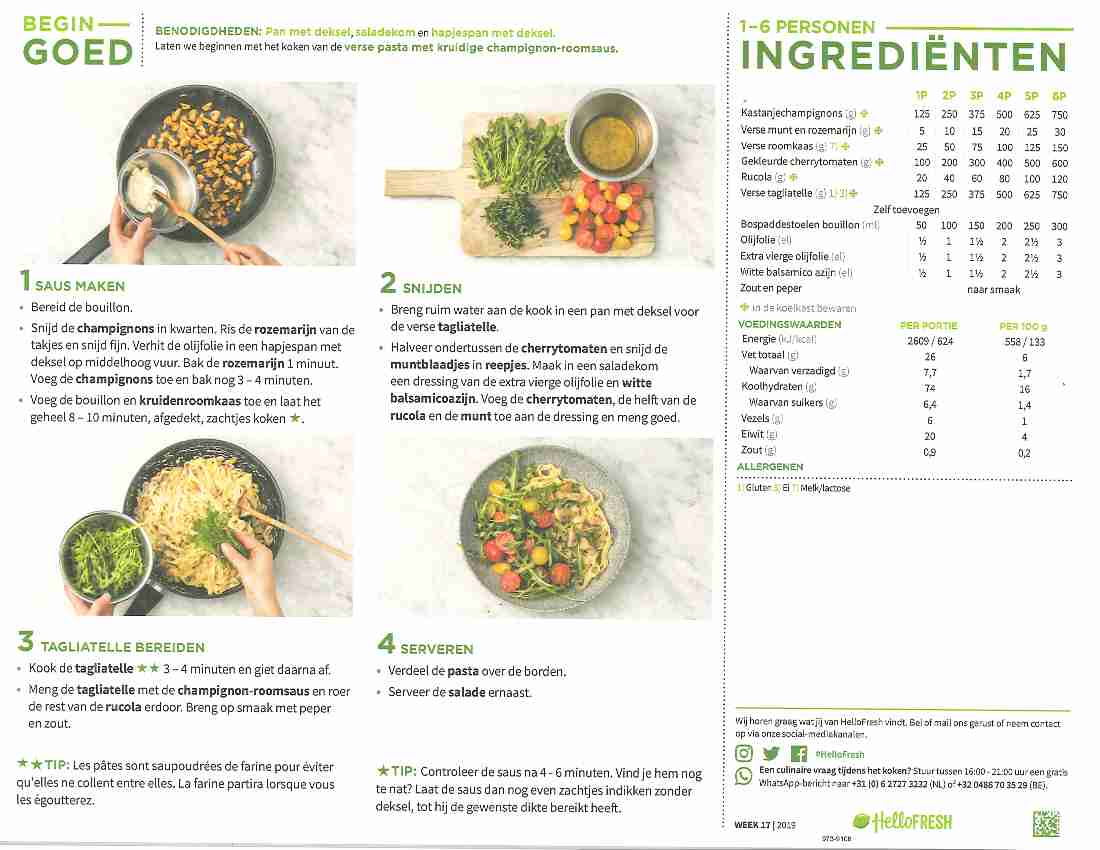 BEGIN
GOED
BENODIGDHEDEN: Pan met deksel, saladekom en hapjespan met deksel.
Laten we beginnen met het koken van de verse pasta met kruidige champignon-roomsaus.
1 SAUS MAKEN
• Bereid de bouillon.
• Snijd de champignons in kwarten. Ris de rozemarijn van de
takjes en snijd fijn. Verhit de olijfolie in een hapjespan met
deksel op middelhoog vuur. Bak de rozemarijn 1 minuut.
Voeg de champignons toe en bak nog 3 – 4 minuten.
• Voeg de bouillon en kruidenroomkaas toe en laat het
geheel 8 – 10 minuten, afgedekt, zachtjes koken ★.
2 SNIJDEN
• Breng ruim water aan de kook in een pan met deksel voor
de verse tagliatelle.
• Halveer ondertussen de cherrytomaten en snijd de
muntblaadjes in reepjes. Maak in een saladekom
een dressing van de extra vierge olijfolie en witte
balsamicoazijn. Voeg de cherrytomaten, de helft van de
rucola en de munt toe aan de dressing en meng goed.
3 TAGLIATELLE BEREIDEN
• Kook de tagliatelle ★★ 3 – 4 minuten en giet daarna af.
• Meng de tagliatelle met de champignon-roomsaus en roer
de rest van de rucola erdoor. Breng op smaak met peper
en zout.
★★TIP: Les pâtes sont saupoudrées de farine pour éviter
qu'elles ne collent entre elles. La farine partira lorsque vous
les égoutterez.
4 SERVEREN
• Verdeel de pasta over de borden.
• Serveer de salade ernaast.
★TIP: Controleer de saus na 4 - 6 minuten. Vind je hem nog
te nat? Laat de saus dan nog even zachtjes indikken zonder
deksel, tot hij de gewenste dikte bereikt heeft.
1–6 PERSONEN
INGREDIËNTEN
1P 2P 3P 4P 5P 6P
Kastanjechampignons (g) 125 250 375 500 625 750
Verse munt en rozemarijn (g) 5 10 15 20 25 30
Verse roomkaas (g) 7) 25 50 75 100 125 150
Gekleurde cherrytomaten (g) 100 200 300 400 500 600
Rucola (g) 20 40 60 80 100 120
Verse tagliatelle (g) 1) 3) 125 250 375 500 625 750
Zelf toevoegen
Bospaddestoelen bouillon (ml) 50 100 150 200 250 300
Olijfolie (el) ½ 1 1½ 2 2½ 3
Extra vierge olijfolie (el) ½ 1 1½ 2 2½ 3
Witte balsamico azijn (el) ½ 1 1½ 2 2½ 3
Zout en peper naar smaak
in de koelkast bewaren
VOEDINGSWAARDEN PER PORTIE PER 100 g
Energie (kJ/kcal) 2609 / 624 558 / 133
Vet totaal (g) 26 6
Waarvan verzadigd (g) 7,7 1,7
Koolhydraten (g) 74 16
Waarvan suikers (g) 6,4 1,4
Vezels (g) 6 1
Eiwit (g) 20 4
Zout (g) 0,9 0,2
ALLERGENEN
1) Gluten 3) Ei 7) Melk/lactose
Wij horen graag wat jij van HelloFresh vindt. Bel of mail ons gerust of neem contact
op via onze social-mediakanalen.
#HelloFresh
Een culinaire vraag tijdens het koken? Stuur tussen 16:00 - 21:00 uur een gratis
WhatsApp-bericht naar +31 (0) 6 2727 3232 (NL) of +32 0486 70 35 29 (BE).
WEEK 17 | 2019
HelloFRESH